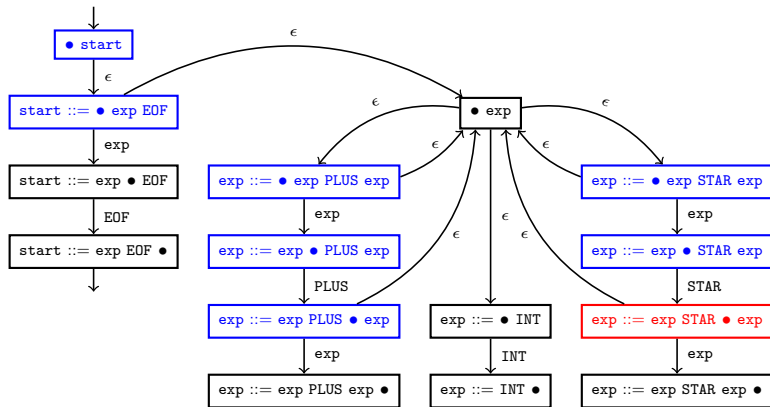 ● start
ϵ
ϵ
start ::= ● exp EOF
exp
start ::= exp ● EOF
EOF
start ::= exp EOF ●
● exp
ϵ
ϵ
ϵ
ϵ
ϵ
ϵ
ϵ
exp ::= ● exp PLUS exp
exp
exp ::= exp ● PLUS exp
PLUS
exp ::= exp PLUS ● exp
exp
exp ::= exp PLUS exp ●
exp ::= ● INT
INT
exp ::= INT ●
exp ::= ● exp STAR exp
exp
exp ::= exp ● STAR exp
STAR
exp ::= exp STAR ● exp
exp
exp ::= exp STAR exp ●